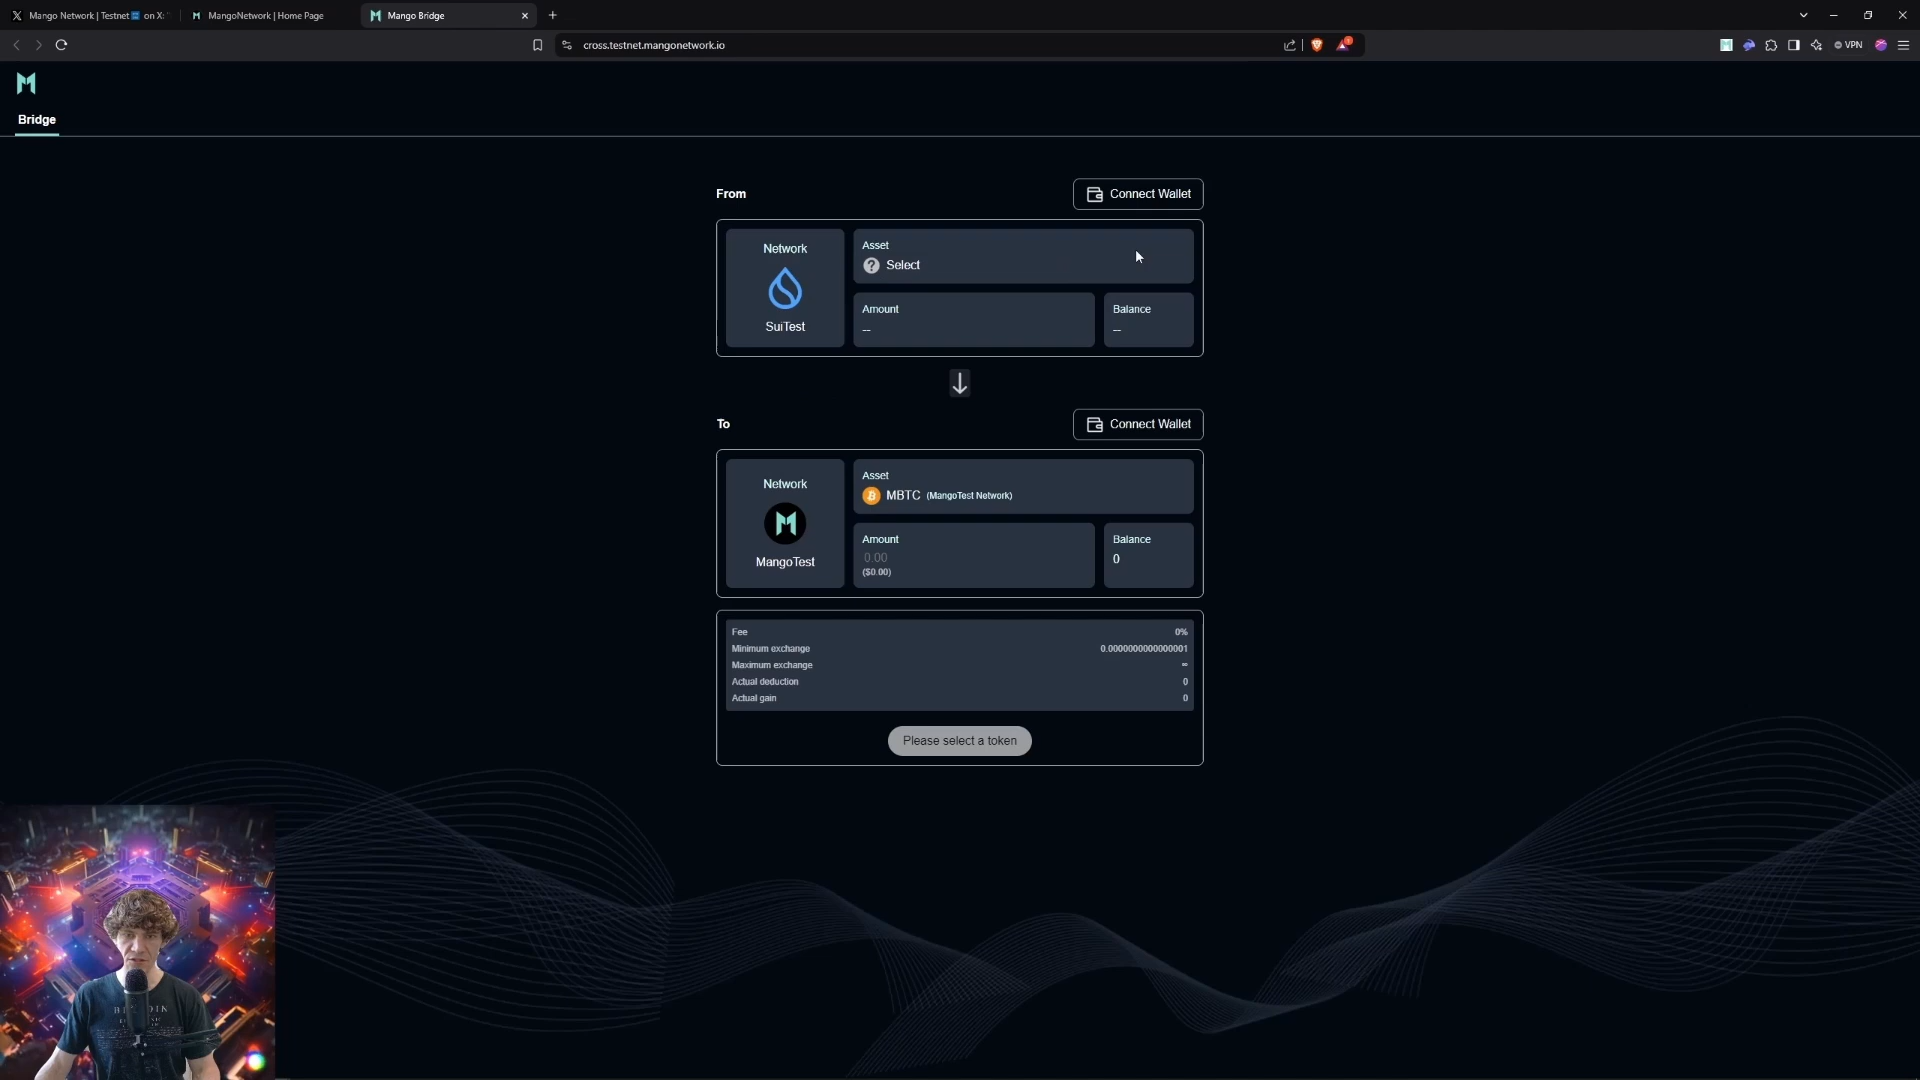 Mango Network | Testnet🟦 on X: "
MangoNetwork | Home Page
Mango Bridge
cross.testnet.mangonetwork.io
VPN
Bridge
From
Connect Wallet
Network
SuiTest
Asset
Select
Amount
--
Balance
--
To
Connect Wallet
Network
MangoTest
Asset
MBTC (MangoTest Network)
Amount
0.00
($0.00)
Balance
0
Fee 0%
Minimum exchange 0.0000000000000001
Maximum exchange ∞
Actual deduction 0
Actual gain 0
Please select a token